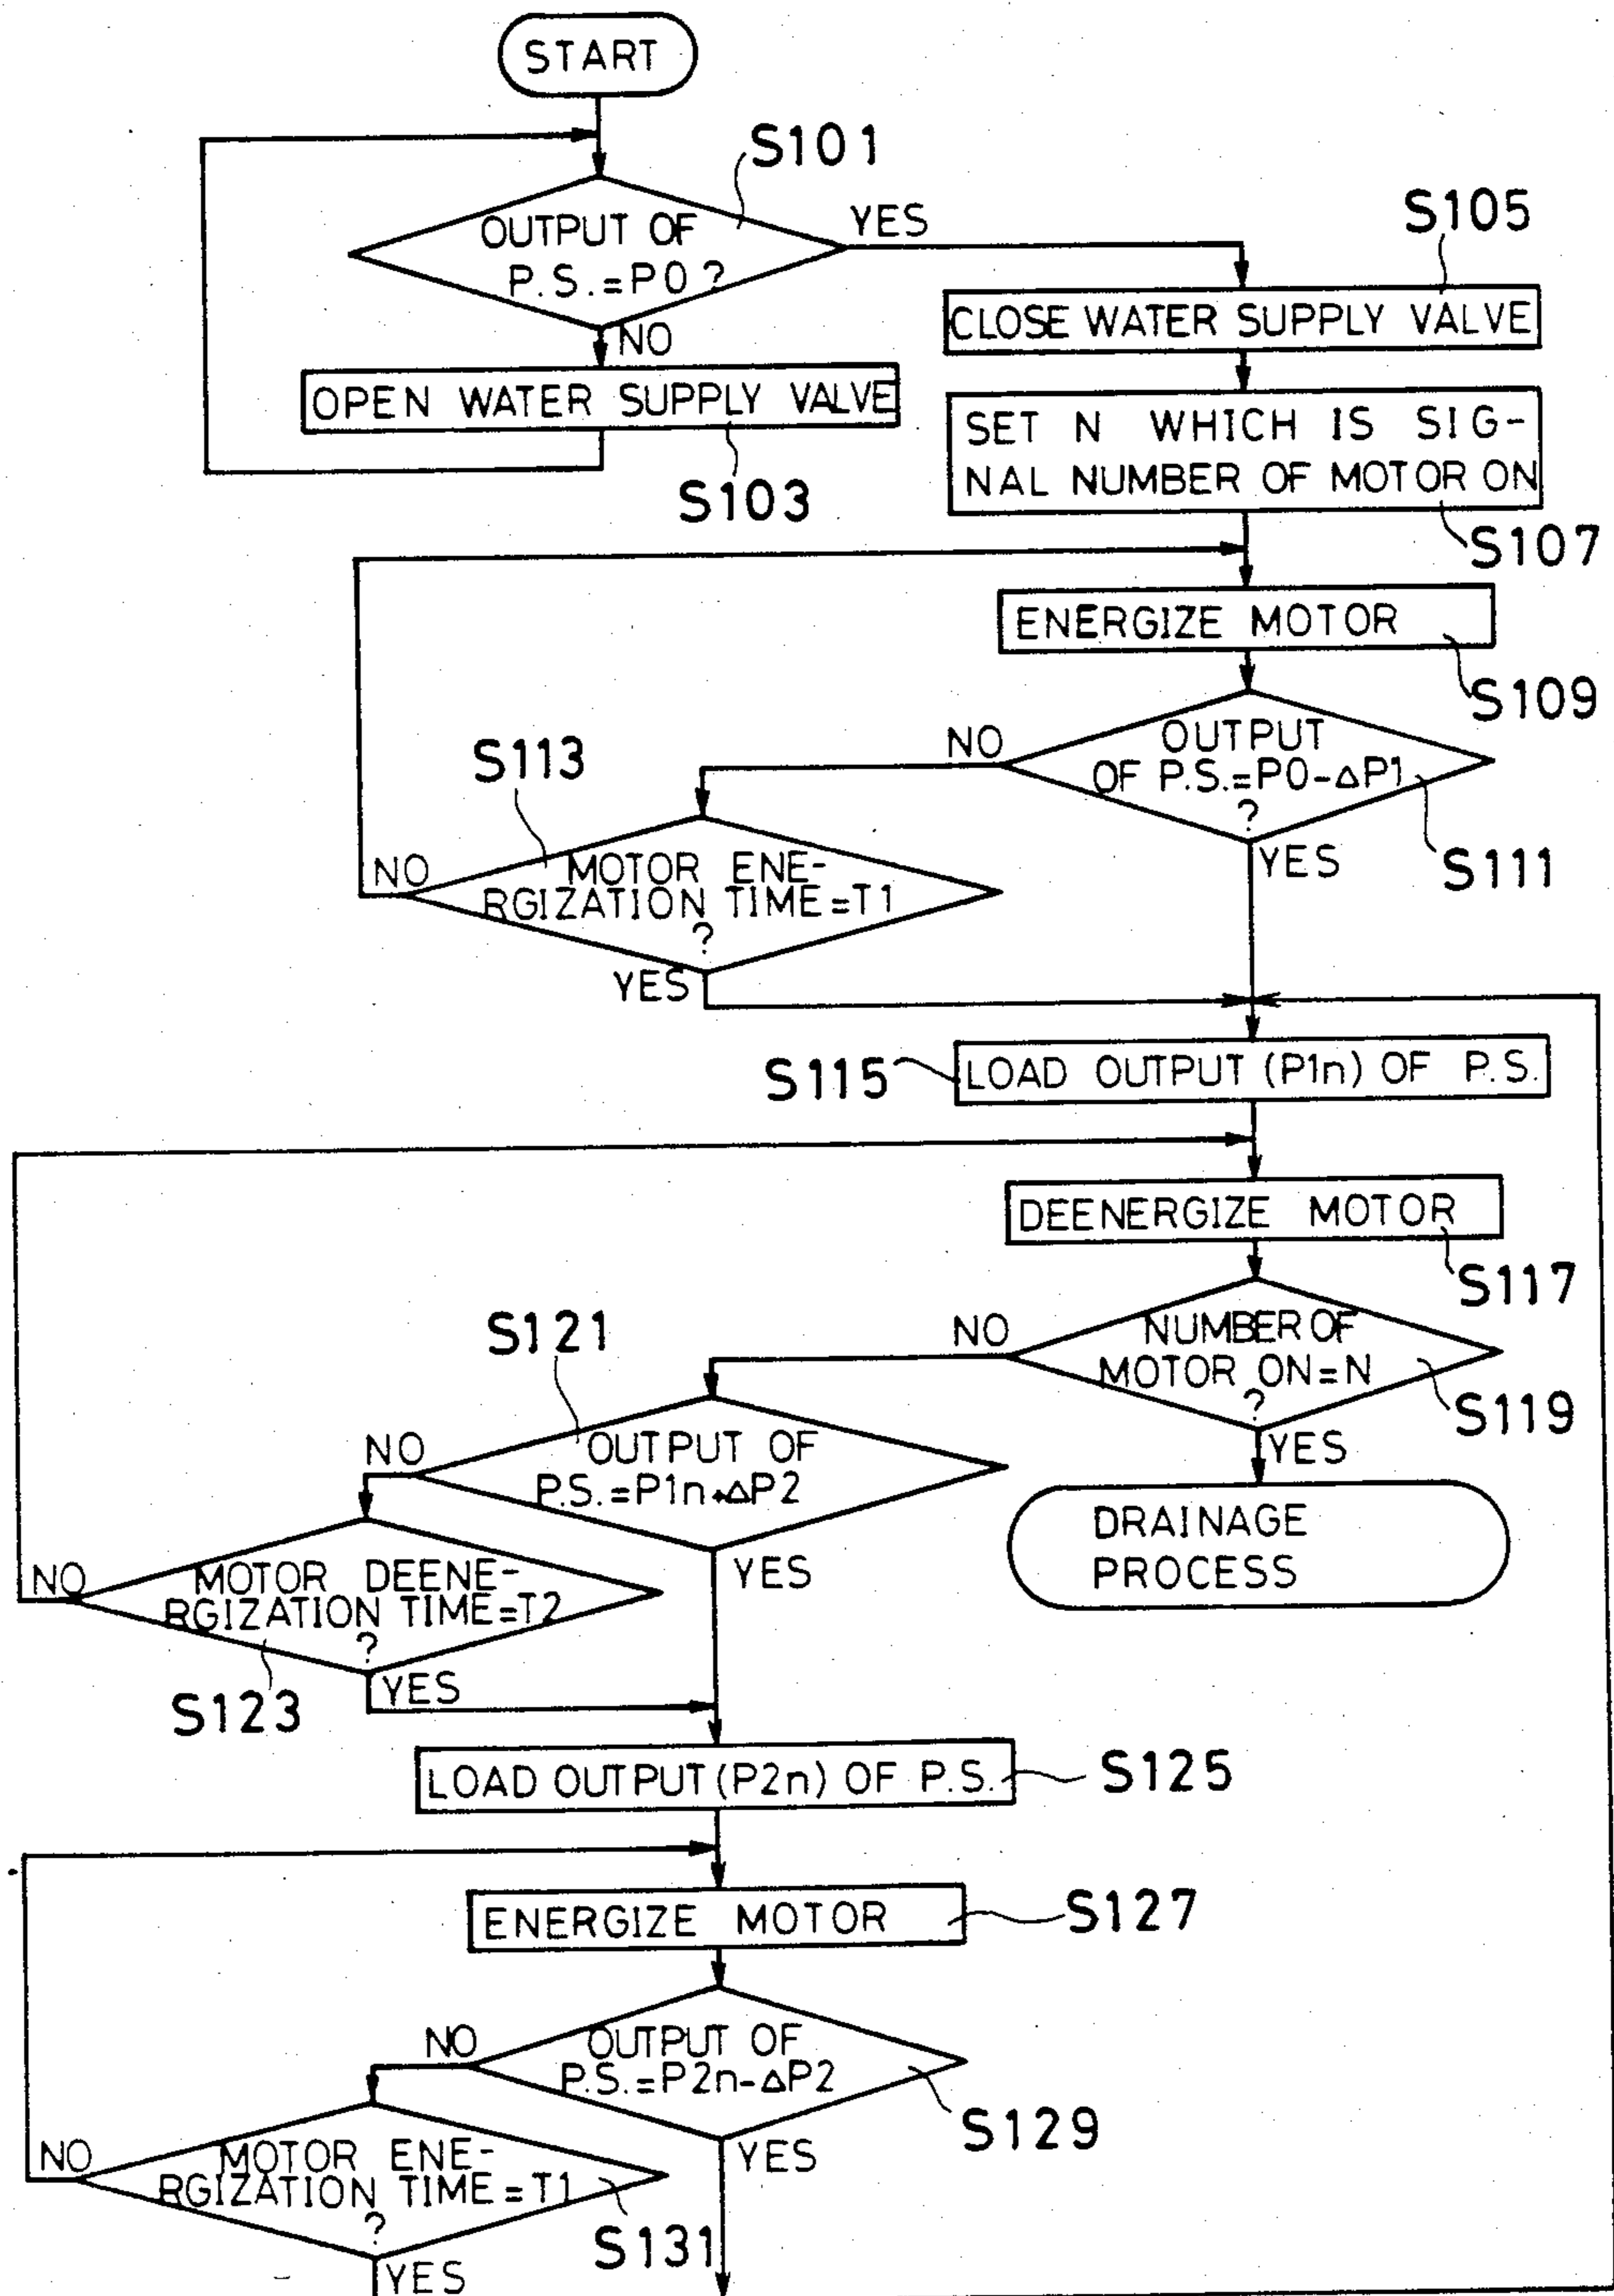 START
S101
OUTPUT OF
P.S.=P0?
YES
NO
OPEN WATER SUPPLY VALVE
S103
S105
CLOSE WATER SUPPLY VALVE
SET N WHICH IS SIG-
NAL NUMBER OF MOTOR ON
S107
ENERGIZE MOTOR
S109
OUTPUT
OF P.S.=P0-△P1
?
NO
YES
S111
S113
MOTOR ENE-
RGIZATION TIME=T1
?
NO
YES
S115
LOAD OUTPUT (P1n) OF P.S.
DEENERGIZE MOTOR
S117
NUMBER OF
MOTOR ON=N
?
NO
S119
YES
DRAINAGE
PROCESS
S121
OUTPUT OF
P.S.=P1n+△P2
NO
YES
MOTOR DEENE-
RGIZATION TIME=T2
?
NO
YES
S123
LOAD OUTPUT (P2n) OF P.S.
S125
ENERGIZE MOTOR
S127
OUTPUT OF
P.S.=P2n-△P2
NO
YES
S129
MOTOR ENE-
RGIZATION TIME=T1
?
NO
YES
S131